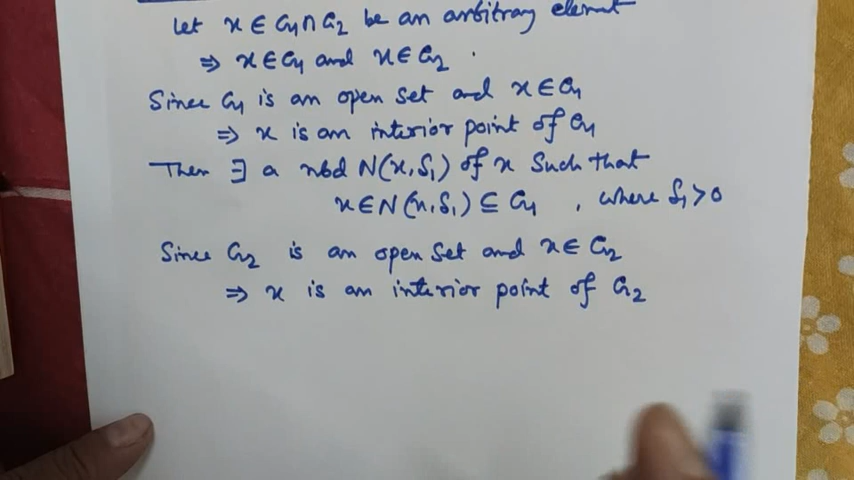 Let x ∈ G₁∩G₂ be an arbitrary element
⇒ x ∈ G₁ and x ∈ G₂ .
Since G₁ is an open set and x ∈ G₁
⇒ x is an interior point of G₁
Then ∃ a nbd N(x,δ₁) of x Such that
x ∈ N(x,δ₁) ⊆ G₁ , where δ₁ > 0
Since G₂ is an open set and x ∈ G₂
⇒ x is an interior point of G₂